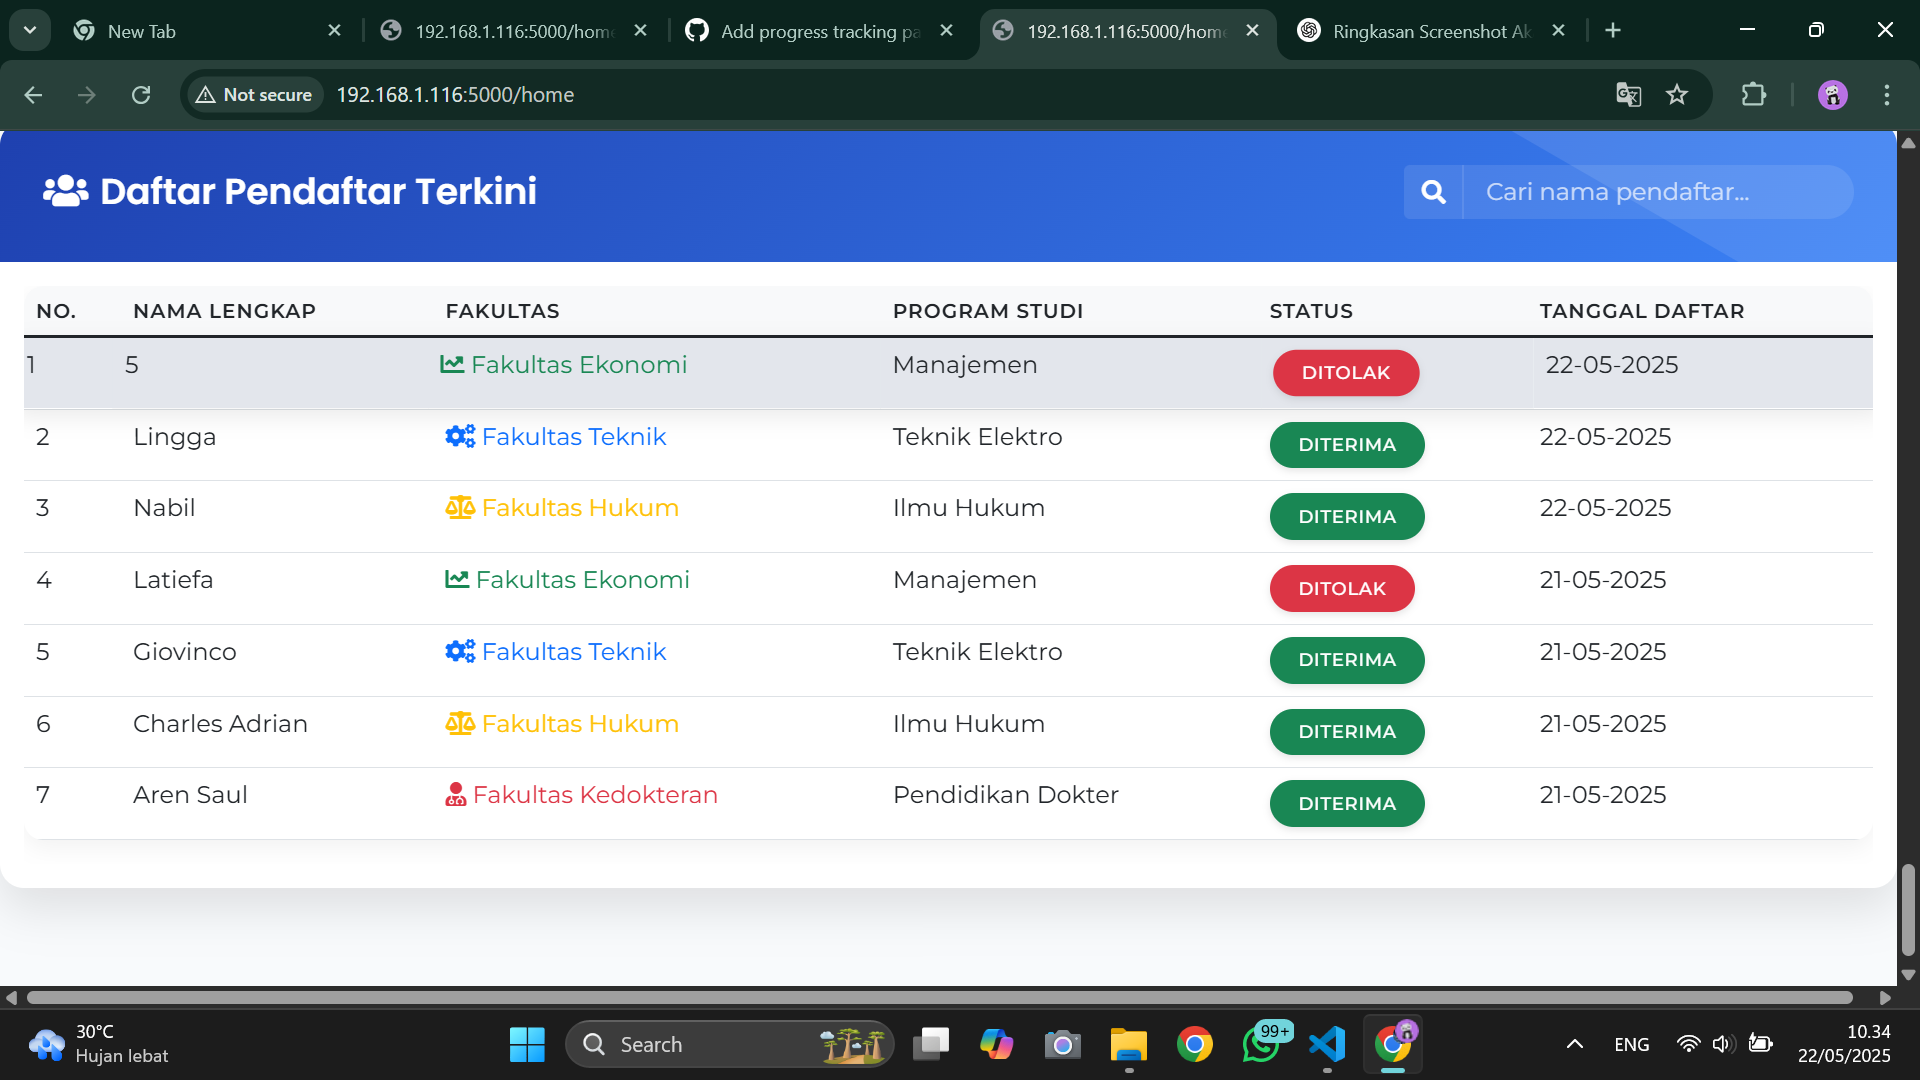 New Tab
192.168.1.116:5000/home
Add progress tracking pa
192.168.1.116:5000/home
Ringkasan Screenshot Ak
Not secure
192.168.1.116:5000/home
Daftar Pendaftar Terkini
Cari nama pendaftar...
NO. NAMA LENGKAP FAKULTAS PROGRAM STUDI STATUS TANGGAL DAFTAR
1 5 Fakultas Ekonomi Manajemen DITOLAK 22-05-2025
2 Lingga Fakultas Teknik Teknik Elektro DITERIMA 22-05-2025
3 Nabil Fakultas Hukum Ilmu Hukum DITERIMA 22-05-2025
4 Latiefa Fakultas Ekonomi Manajemen DITOLAK 21-05-2025
5 Giovinco Fakultas Teknik Teknik Elektro DITERIMA 21-05-2025
6 Charles Adrian Fakultas Hukum Ilmu Hukum DITERIMA 21-05-2025
7 Aren Saul Fakultas Kedokteran Pendidikan Dokter DITERIMA 21-05-2025
30°C
Hujan lebat
Search
99+
ENG
10.34
22/05/2025